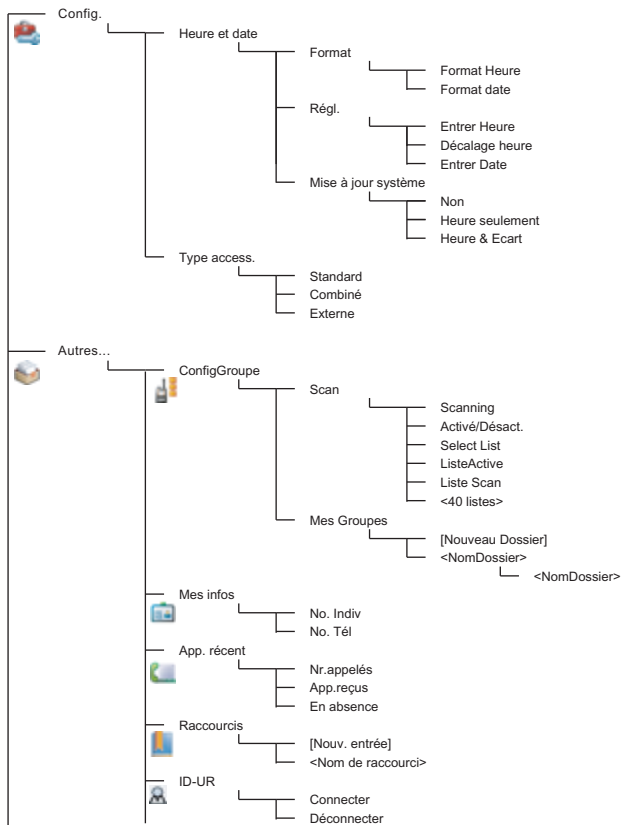 Config.
Heure et date
Format
Format Heure
Format date
Régl.
Entrer Heure
Décalage heure
Entrer Date
Mise à jour système
Non
Heure seulement
Heure & Ecart
Type access.
Standard
Combiné
Externe
Autres...
ConfigGroupe
Scan
Scanning
Activé/Désact.
Select List
ListeActive
Liste Scan
<40 listes>
Mes Groupes
[Nouveau Dossier]
<NomDossier>
<NomDossier>
Mes infos
No. Indiv
No. Tél
App. récent
Nr.appelés
App.reçus
En absence
Raccourcis
[Nouv. entrée]
<Nom de raccourci>
ID-UR
Connecter
Déconnecter